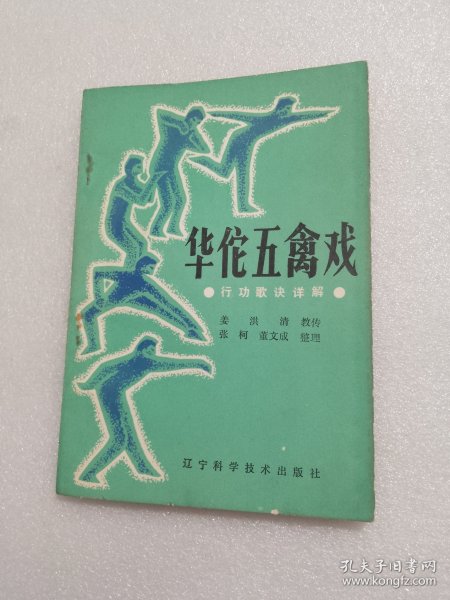 华佗五禽戏
●行功歌诀详解●
姜洪清 教传
张柯 董文成 整理
辽宁科学技术出版社
孔夫子旧书网
www.kongfz.com